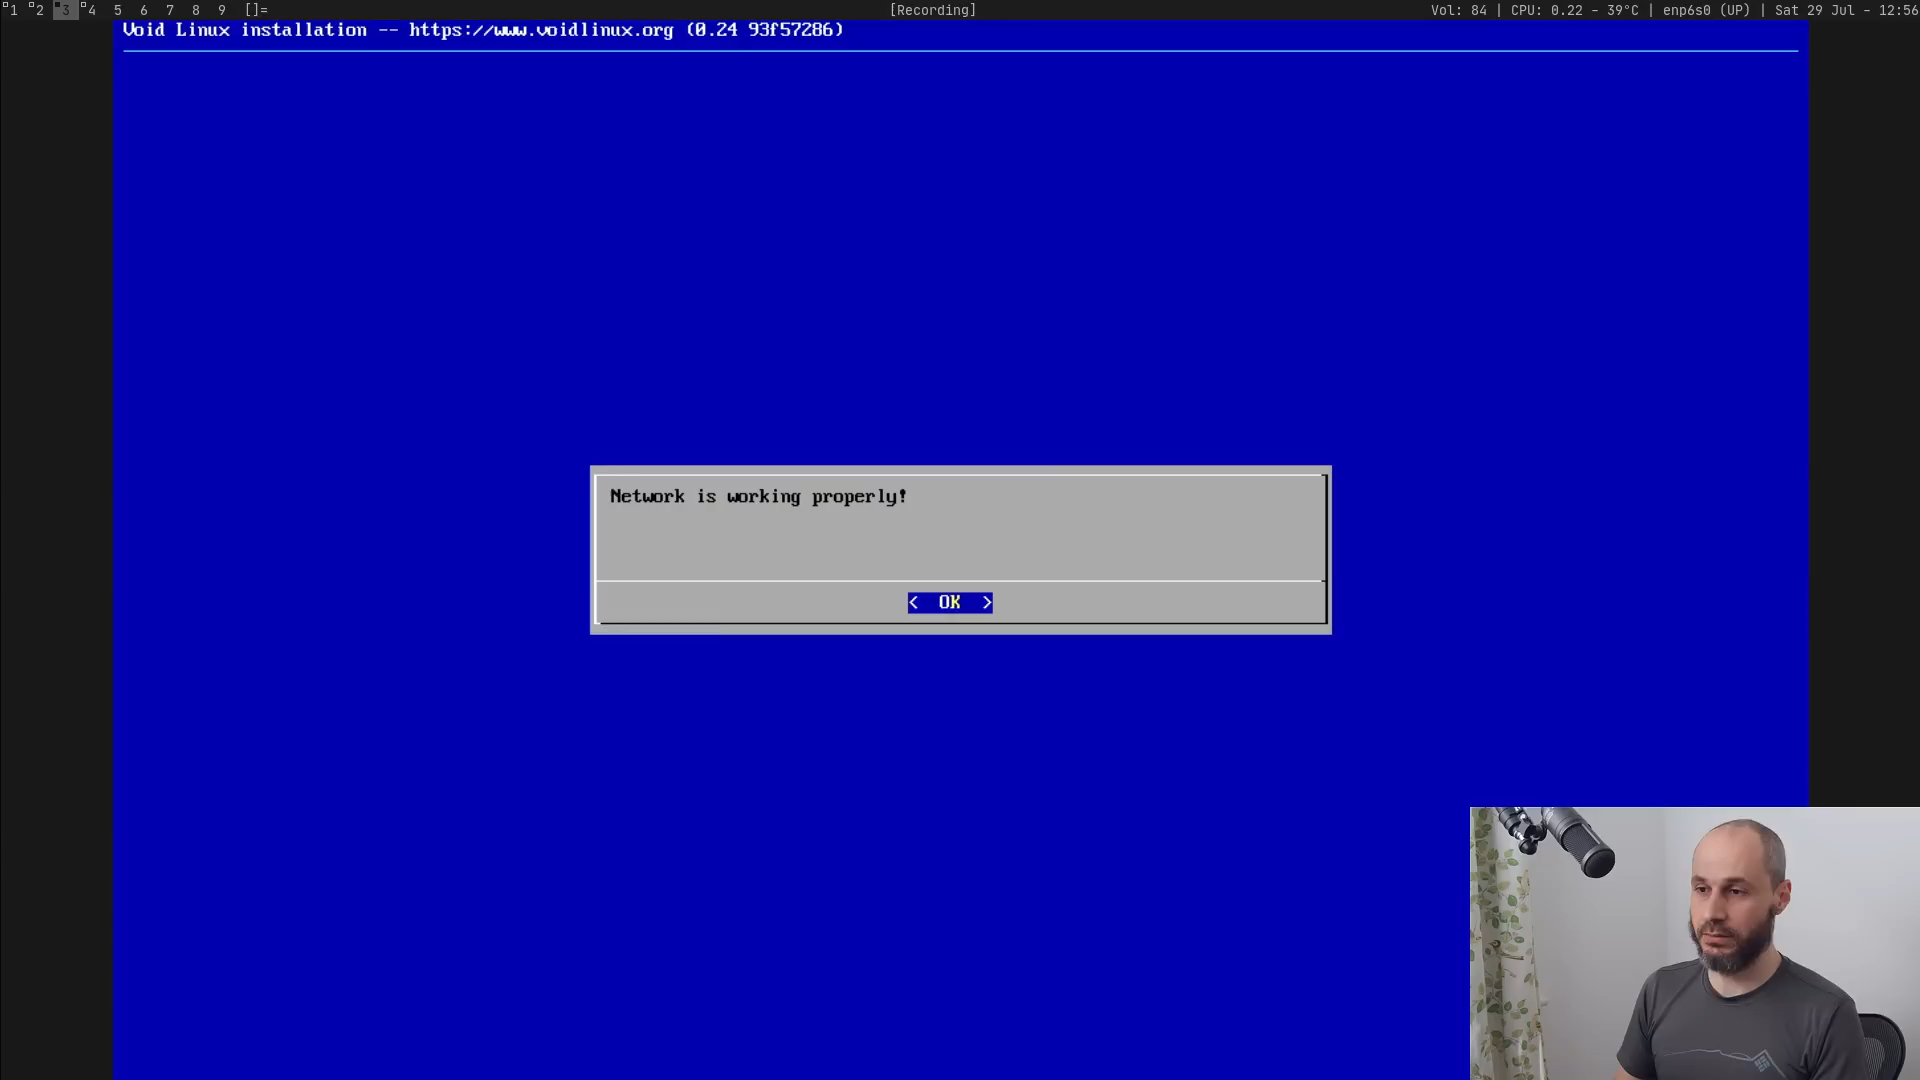 1 2 3 4 5 6 7 8 9 []= [Recording] Vol: 84 | CPU: 0.22 - 39°C | enp6s0 (UP) | Sat 29 Jul - 12:56
Void Linux installation -- https://www.voidlinux.org (0.24 93f57286)
Network is working properly!
< OK >